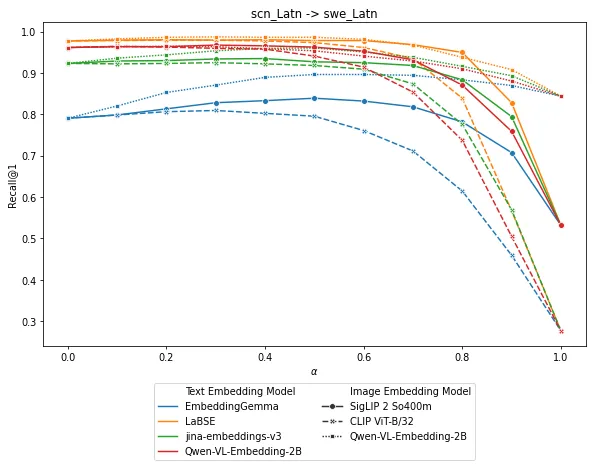 scn_Latn -> swe_Latn
Recall@1
1.0
0.9
0.8
0.7
0.6
0.5
0.4
0.3
0.0
0.2
0.4
0.6
0.8
1.0
α
Text Embedding Model
EmbeddingGemma
LaBSE
jina-embeddings-v3
Qwen-VL-Embedding-2B
Image Embedding Model
SigLIP 2 So400m
CLIP ViT-B/32
Qwen-VL-Embedding-2B